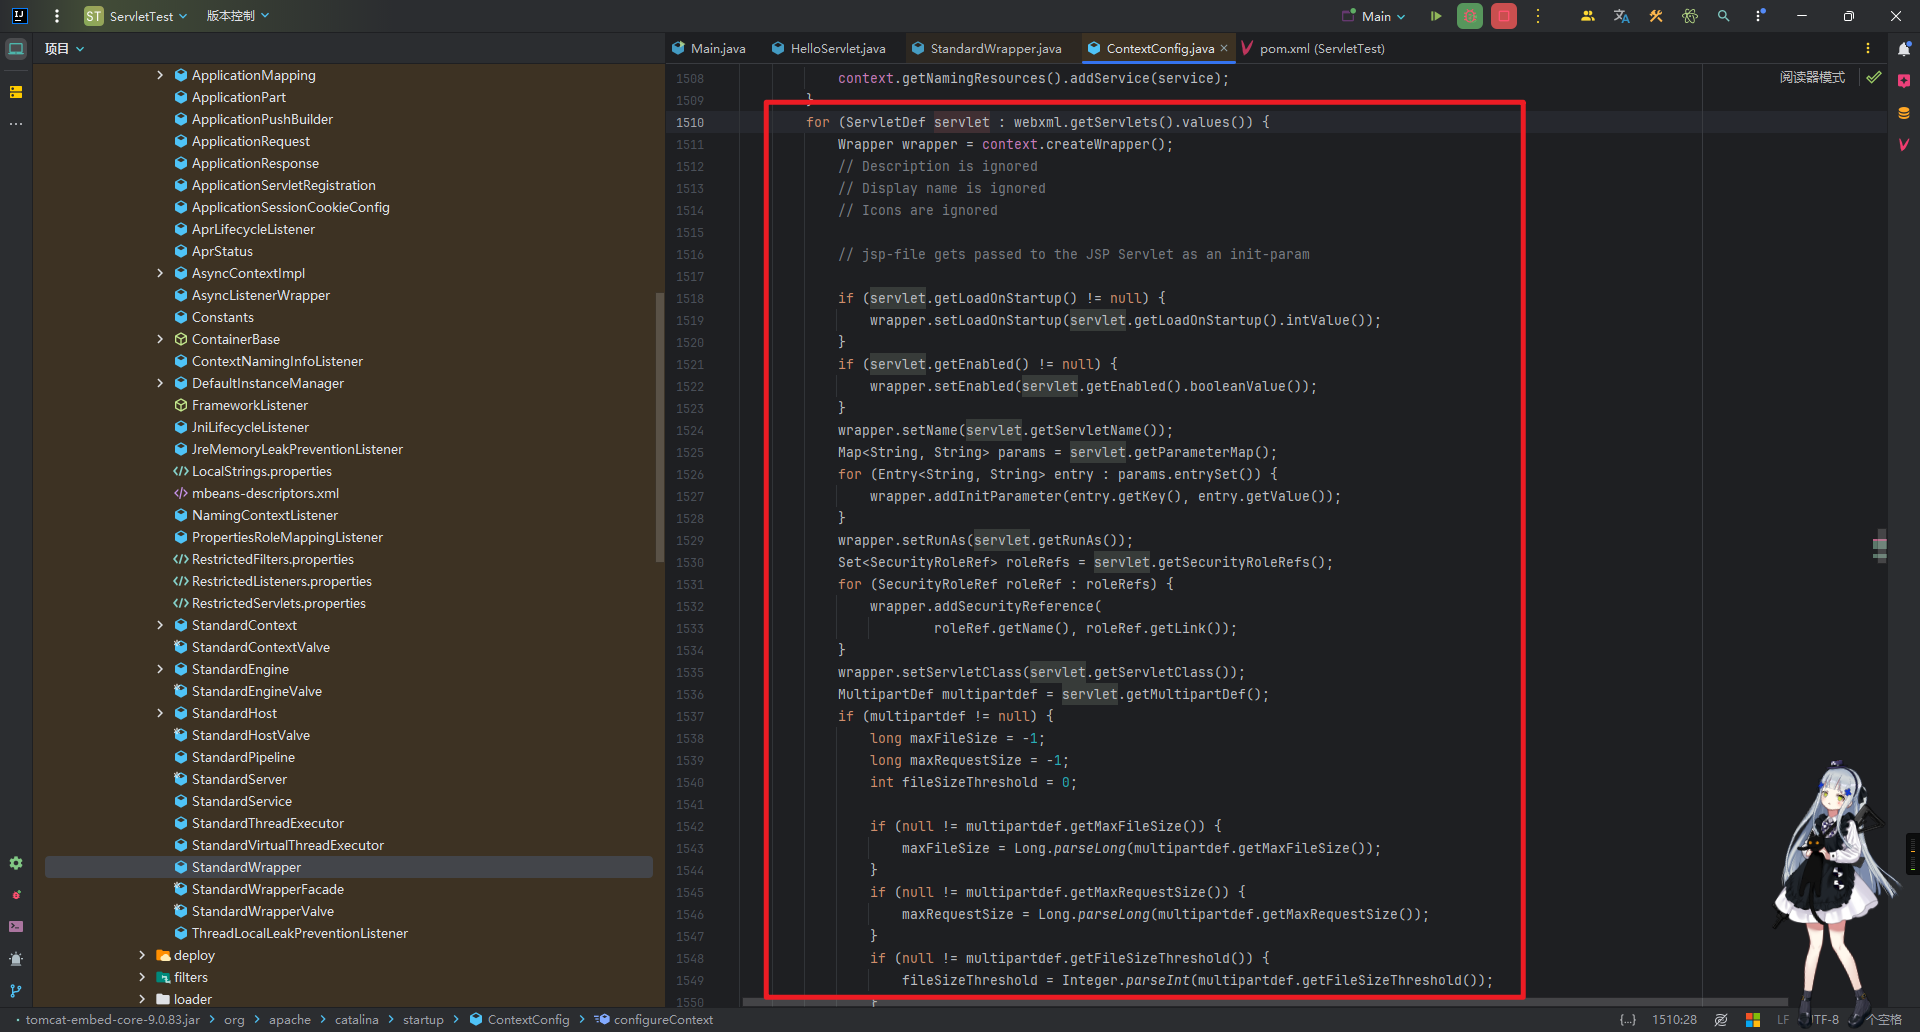 ST ServletTest 版本控制 Main
项目
Main.java HelloServlet.java StandardWrapper.java ContextConfig.java pom.xml (ServletTest)
阅读器模式
ApplicationMapping
ApplicationPart
ApplicationPushBuilder
ApplicationRequest
ApplicationResponse
ApplicationServletRegistration
ApplicationSessionCookieConfig
AprLifecycleListener
AprStatus
AsyncContextImpl
AsyncListenerWrapper
Constants
ContainerBase
ContextNamingInfoListener
DefaultInstanceManager
FrameworkListener
JniLifecycleListener
JreMemoryLeakPreventionListener
LocalStrings.properties
mbeans-descriptors.xml
NamingContextListener
PropertiesRoleMappingListener
RestrictedFilters.properties
RestrictedListeners.properties
RestrictedServlets.properties
StandardContext
StandardContextValve
StandardEngine
StandardEngineValve
StandardHost
StandardHostValve
StandardPipeline
StandardServer
StandardService
StandardThreadExecutor
StandardVirtualThreadExecutor
StandardWrapper
StandardWrapperFacade
StandardWrapperValve
ThreadLocalLeakPreventionListener
deploy
filters
loader
1508 context.getNamingResources().addService(service);
1509 }
1510 for (ServletDef servlet : webxml.getServlets().values()) {
1511 Wrapper wrapper = context.createWrapper();
1512 // Description is ignored
1513 // Display name is ignored
1514 // Icons are ignored
1515
1516 // jsp-file gets passed to the JSP Servlet as an init-param
1517
1518 if (servlet.getLoadOnStartup() != null) {
1519 wrapper.setLoadOnStartup(servlet.getLoadOnStartup().intValue());
1520 }
1521 if (servlet.getEnabled() != null) {
1522 wrapper.setEnabled(servlet.getEnabled().booleanValue());
1523 }
1524 wrapper.setName(servlet.getServletName());
1525 Map<String, String> params = servlet.getParameterMap();
1526 for (Entry<String, String> entry : params.entrySet()) {
1527 wrapper.addInitParameter(entry.getKey(), entry.getValue());
1528 }
1529 wrapper.setRunAs(servlet.getRunAs());
1530 Set<SecurityRoleRef> roleRefs = servlet.getSecurityRoleRefs();
1531 for (SecurityRoleRef roleRef : roleRefs) {
1532 wrapper.addSecurityReference(
1533 roleRef.getName(), roleRef.getLink());
1534 }
1535 wrapper.setServletClass(servlet.getServletClass());
1536 MultipartDef multipartdef = servlet.getMultipartDef();
1537 if (multipartdef != null) {
1538 long maxFileSize = -1;
1539 long maxRequestSize = -1;
1540 int fileSizeThreshold = 0;
1541
1542 if (null != multipartdef.getMaxFileSize()) {
1543 maxFileSize = Long.parseLong(multipartdef.getMaxFileSize());
1544 }
1545 if (null != multipartdef.getMaxRequestSize()) {
1546 maxRequestSize = Long.parseLong(multipartdef.getMaxRequestSize());
1547 }
1548 if (null != multipartdef.getFileSizeThreshold()) {
1549 fileSizeThreshold = Integer.parseInt(multipartdef.getFileSizeThreshold());
1550 }
tomcat-embed-core-9.0.83.jar > org > apache > catalina > startup > ContextConfig > configureContext {...} 1510:28 LF UTF-8 个空格